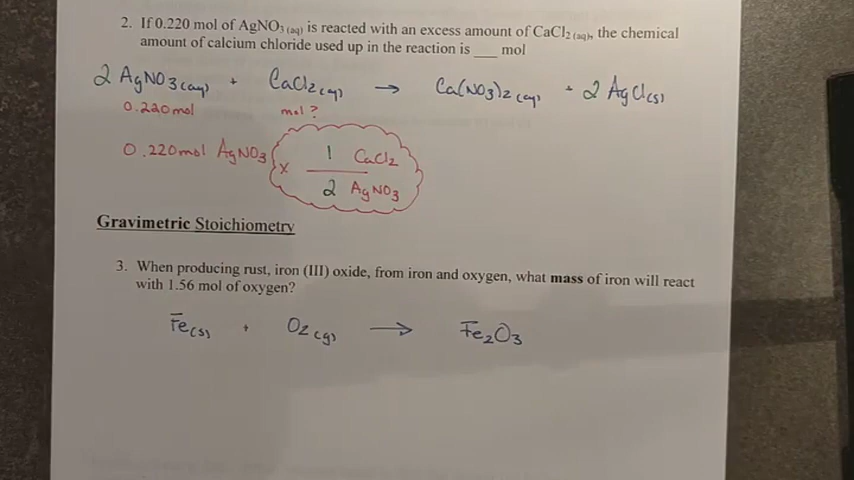 2. If 0.220 mol of AgNO3 (aq) is reacted with an excess amount of CaCl2 (aq), the chemical
amount of calcium chloride used up in the reaction is ___ mol
2 AgNO3(aq) + CaCl2(aq) → Ca(NO3)2(aq) + 2 AgCl(s)
0.220mol mol?
0.220mol AgNO3 x 1 CaCl2
2 AgNO3
Gravimetric Stoichiometry
3. When producing rust, iron (III) oxide, from iron and oxygen, what mass of iron will react
with 1.56 mol of oxygen?
Fe(s) + O2(g) → Fe2O3